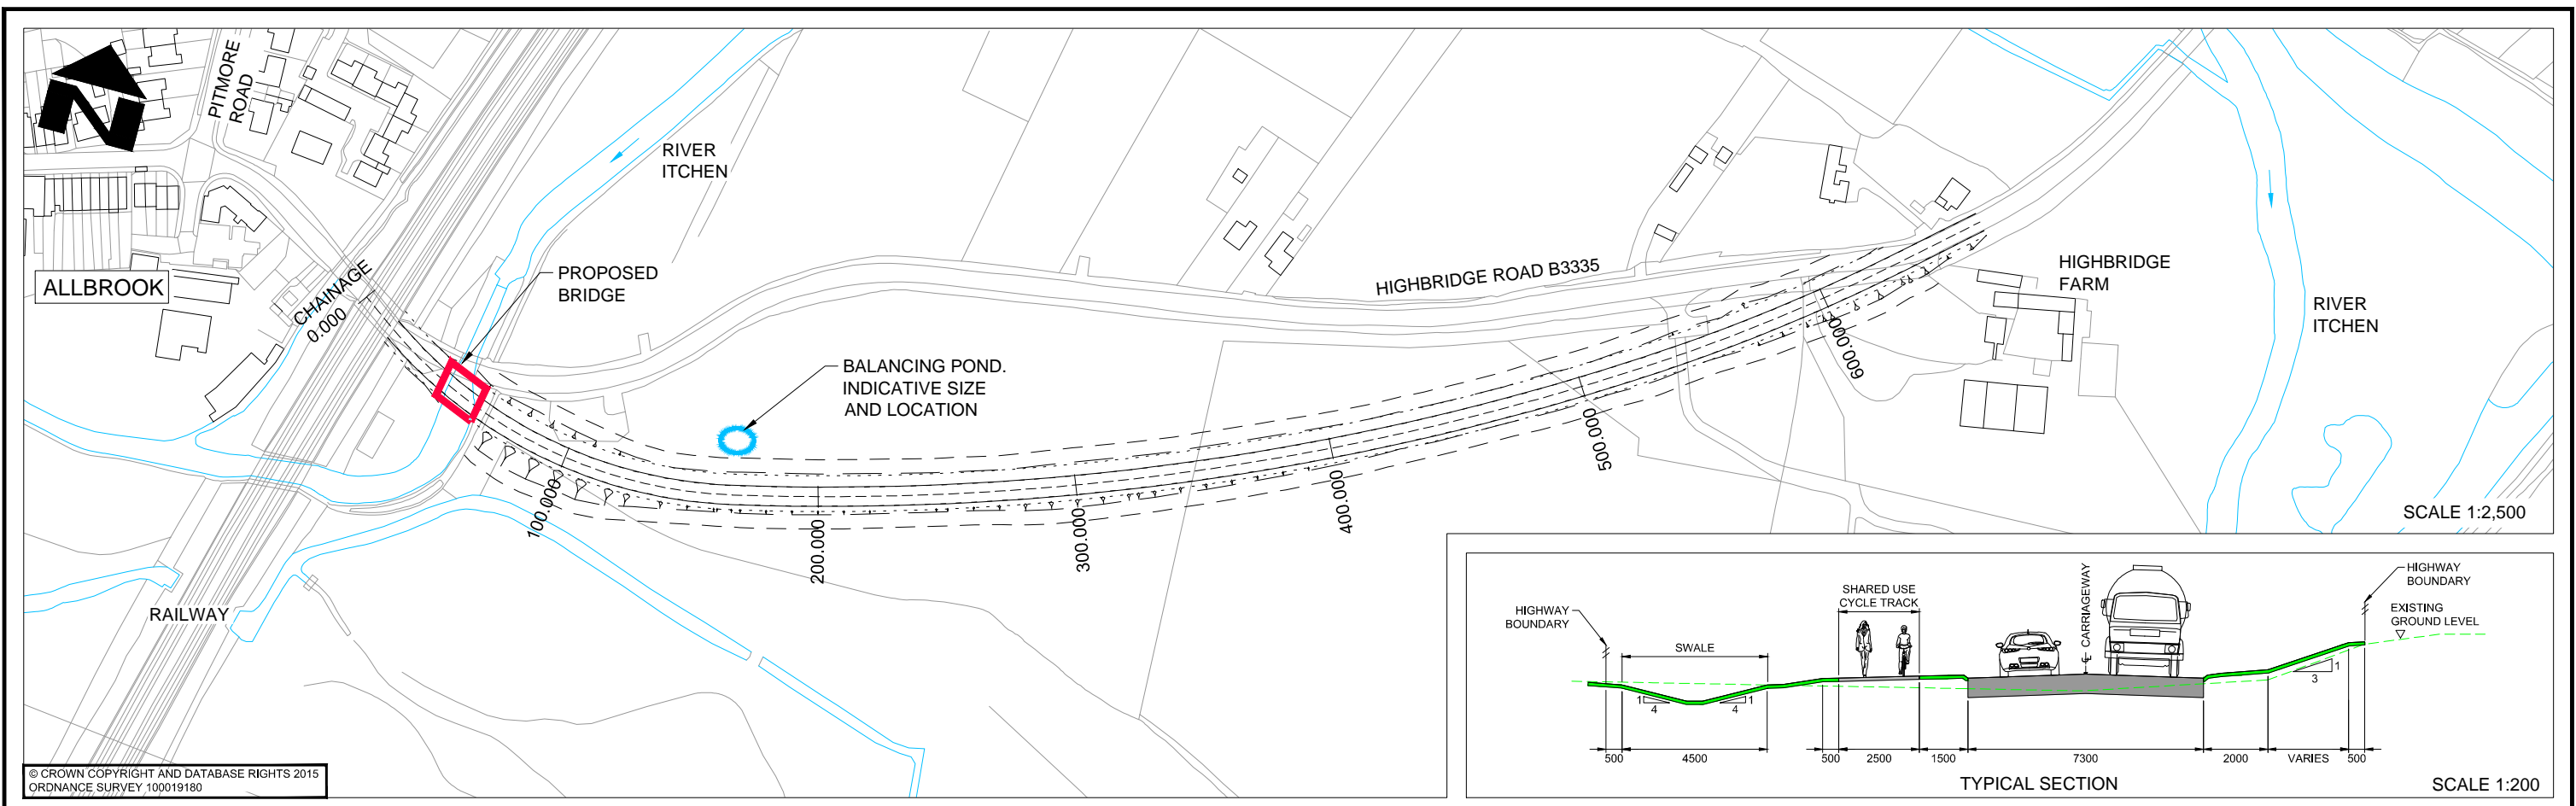 N
PITMORE
ROAD
RIVER
ITCHEN
PROPOSED
BRIDGE
ALLBROOK
CHAINAGE
0.000
BALANCING POND.
INDICATIVE SIZE
AND LOCATION
HIGHBRIDGE ROAD B3335
HIGHBRIDGE
FARM
RIVER
ITCHEN
100.000
200.000
300.000
400.000
500.000
600.000
RAILWAY
SCALE 1:2,500
© CROWN COPYRIGHT AND DATABASE RIGHTS 2015
ORDNANCE SURVEY 100019180
HIGHWAY
BOUNDARY
SWALE
SHARED USE
CYCLE TRACK
℄ CARRIAGEWAY
HIGHWAY
BOUNDARY
EXISTING
GROUND LEVEL
1
4
1
4
1
3
500 4500 500 2500 1500 7300 2000 VARIES 500
TYPICAL SECTION
SCALE 1:200